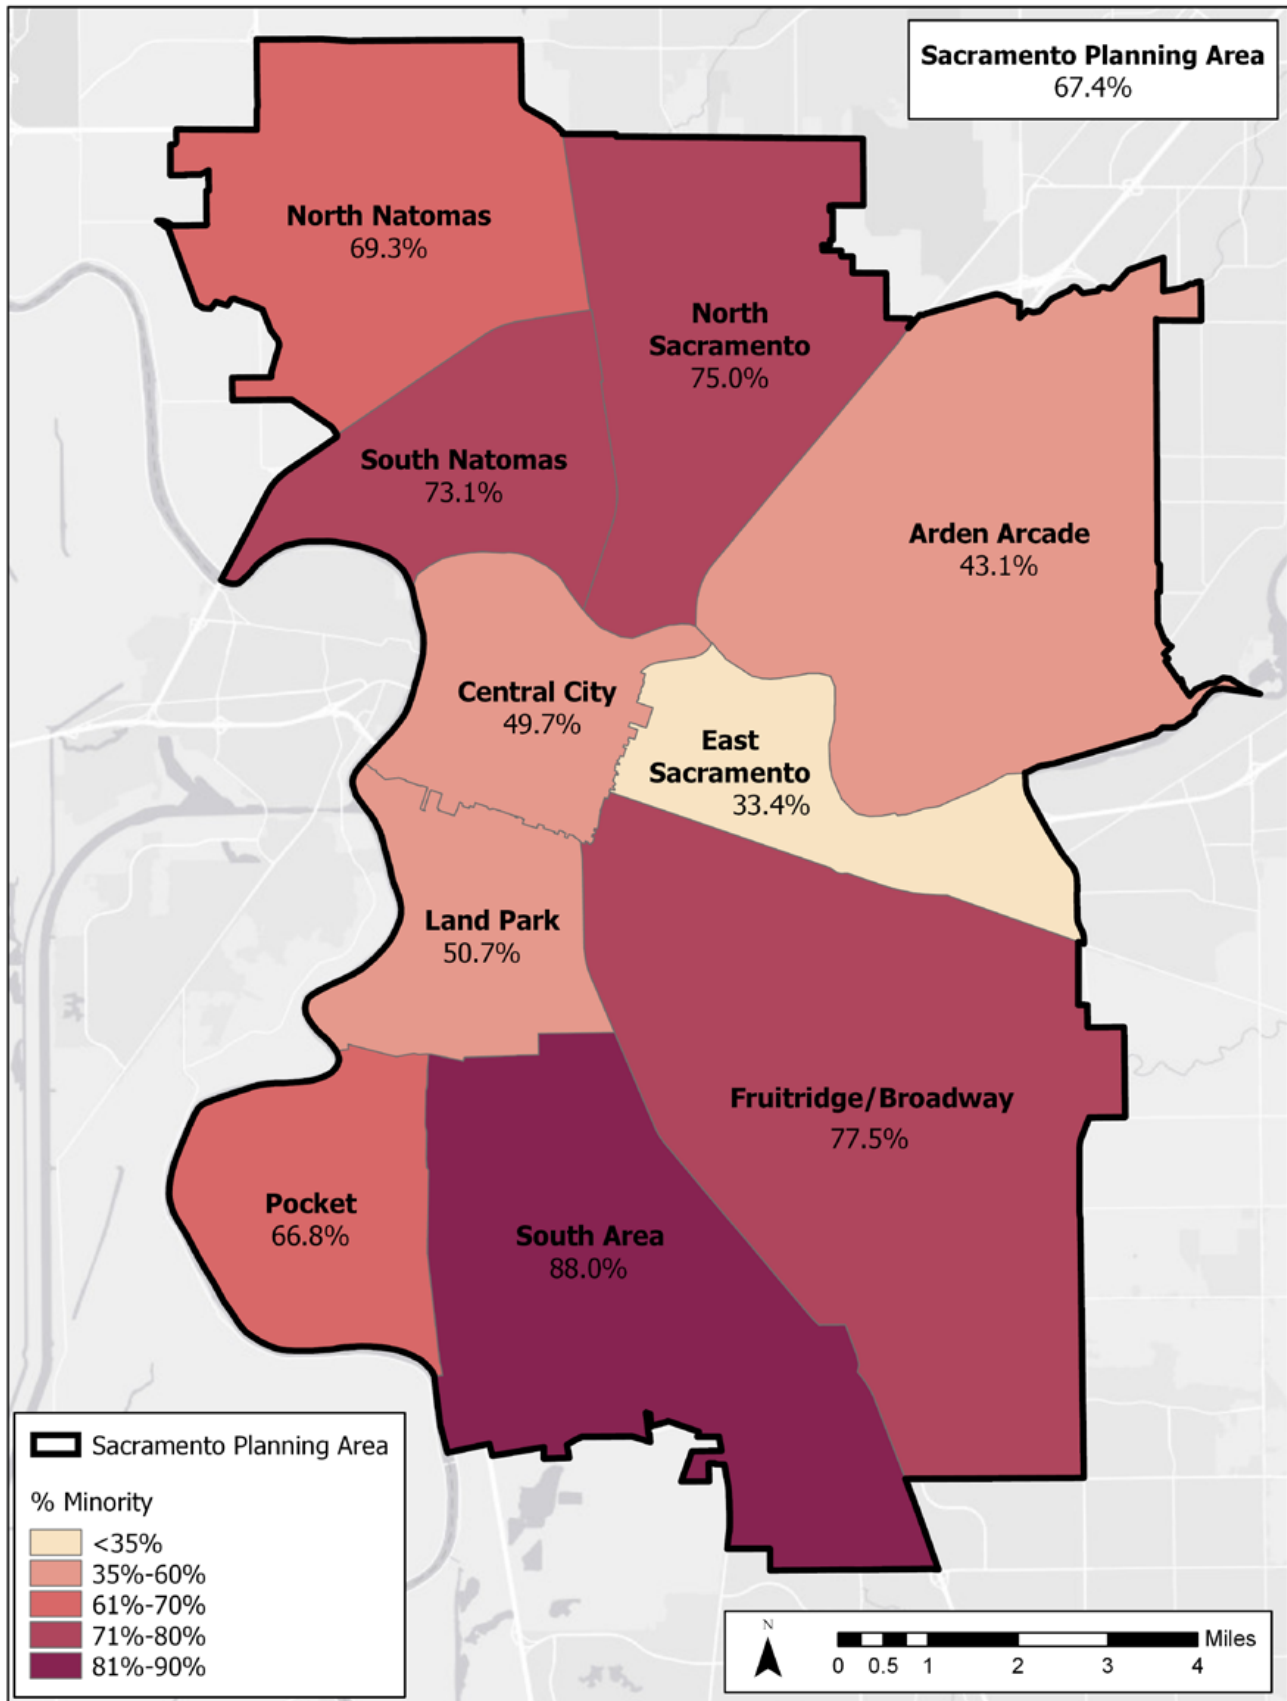 Sacramento Planning Area
67.4%
North Natomas
69.3%
North
Sacramento
75.0%
South Natomas
73.1%
Arden Arcade
43.1%
Central City
49.7%
East
Sacramento
33.4%
Land Park
50.7%
Fruitridge/Broadway
77.5%
Pocket
66.8%
South Area
88.0%
Sacramento Planning Area
% Minority
<35%
35%-60%
61%-70%
71%-80%
81%-90%
N
Miles
0 0.5 1 2 3 4